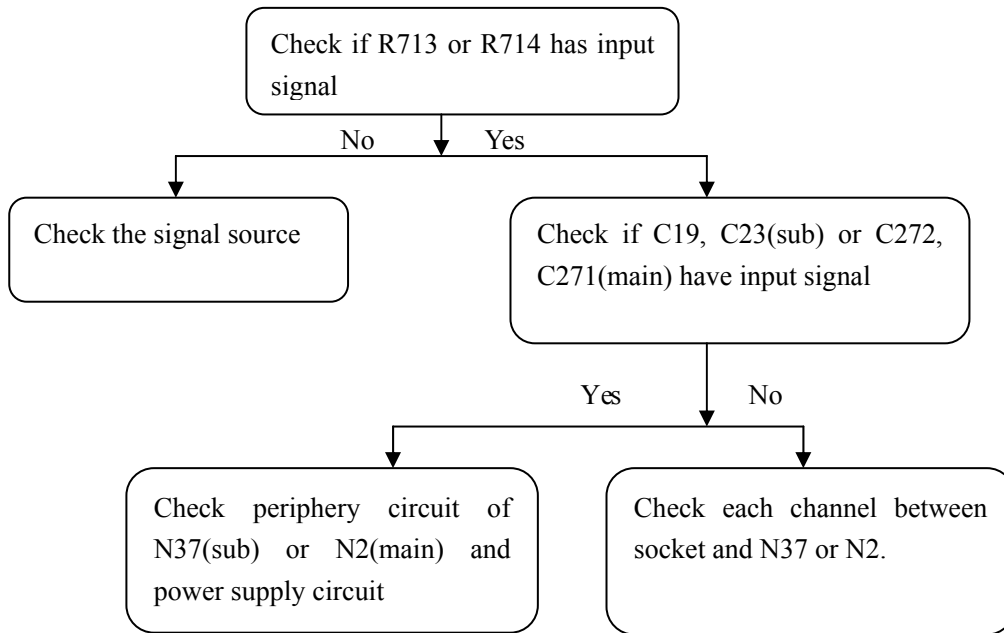 Check if R713 or R714 has input
signal
No
Yes
Check the signal source
Check if C19, C23(sub) or C272,
C271(main) have input signal
Yes
No
Check periphery circuit of
N37(sub) or N2(main) and
power supply circuit
Check each channel between
socket and N37 or N2.